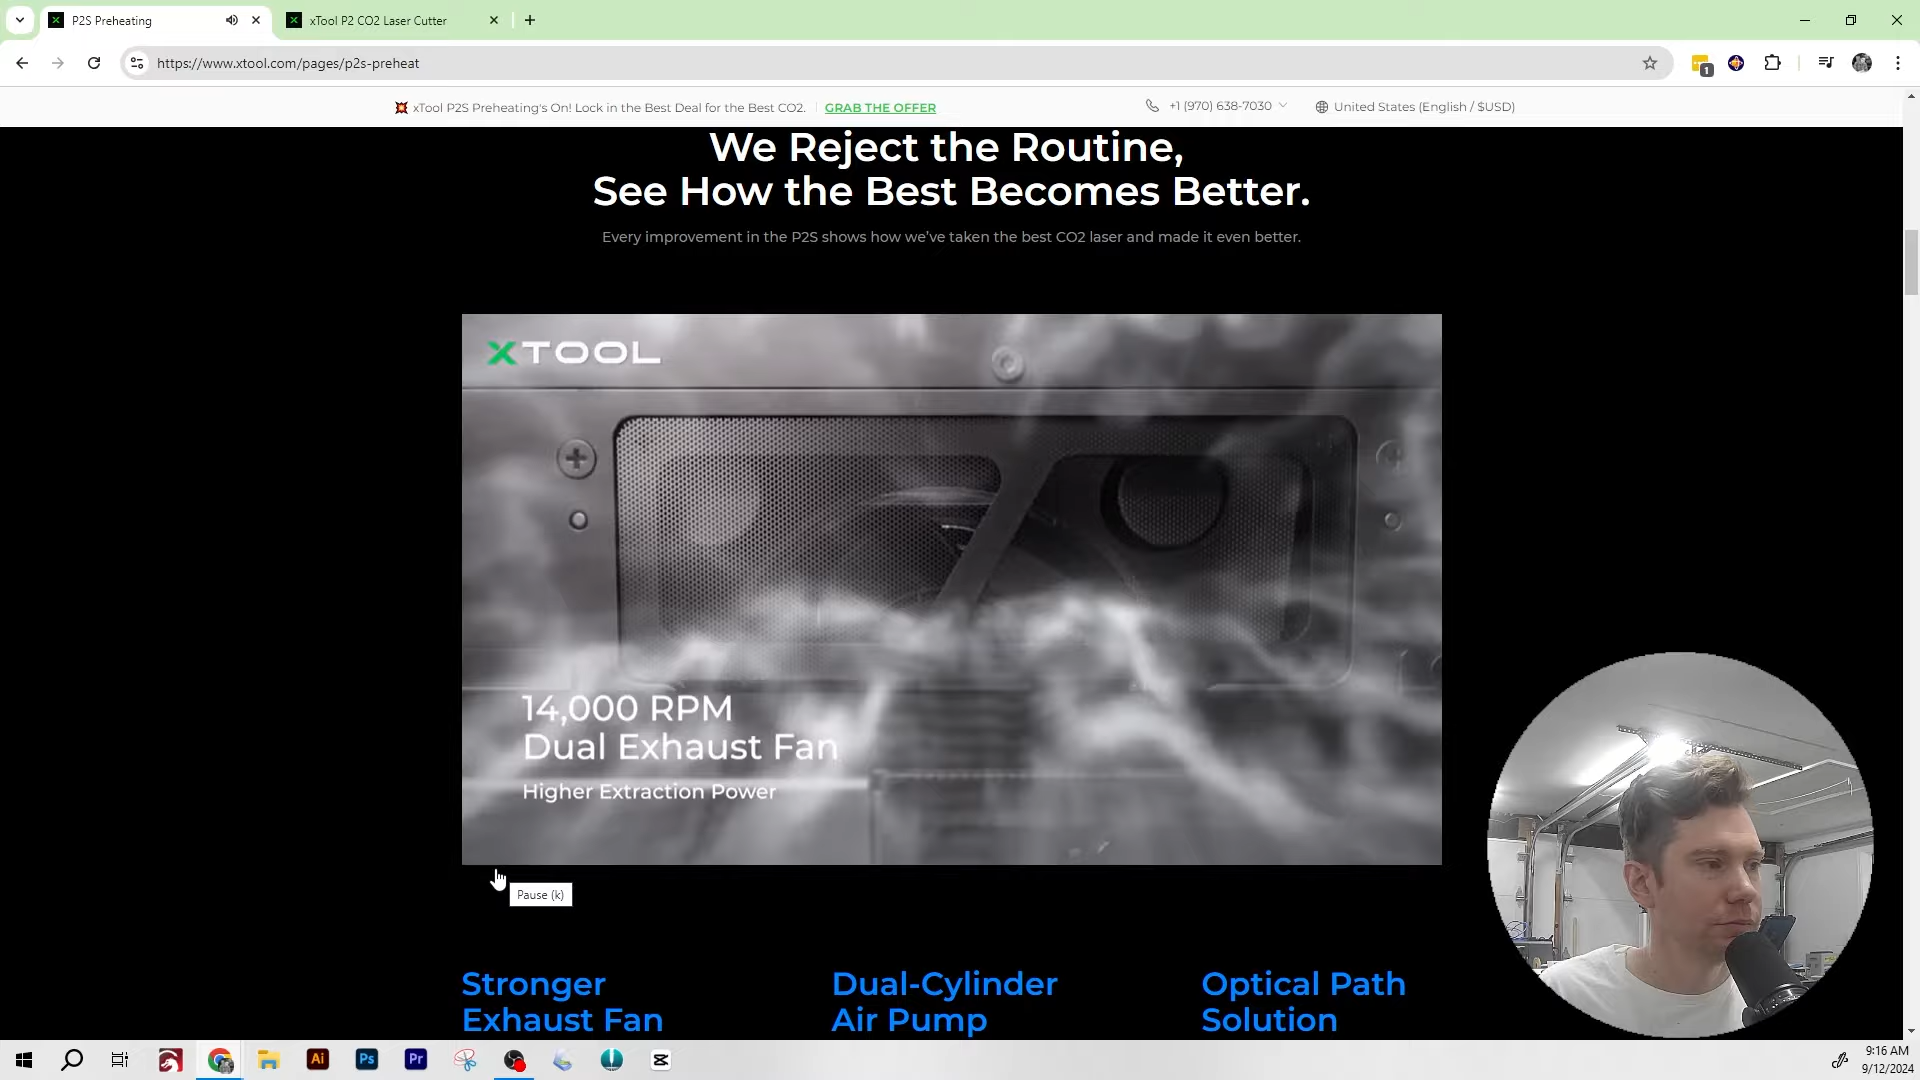 P2S Preheating
xTool P2 CO2 Laser Cutter
https://www.xtool.com/pages/p2s-preheat
1
xTool P2S Preheating's On! Lock in the Best Deal for the Best CO2.
GRAB THE OFFER
+1 (970) 638-7030
United States (English / $USD)
We Reject the Routine,
See How the Best Becomes Better.
Every improvement in the P2S shows how we've taken the best CO2 laser and made it even better.
XTOOL
14,000 RPM
Dual Exhaust Fan
Higher Extraction Power
Pause (k)
Stronger
Exhaust Fan
Dual-Cylinder
Air Pump
Optical Path
Solution
Ai
Ps
Pr
9:16 AM
9/12/2024